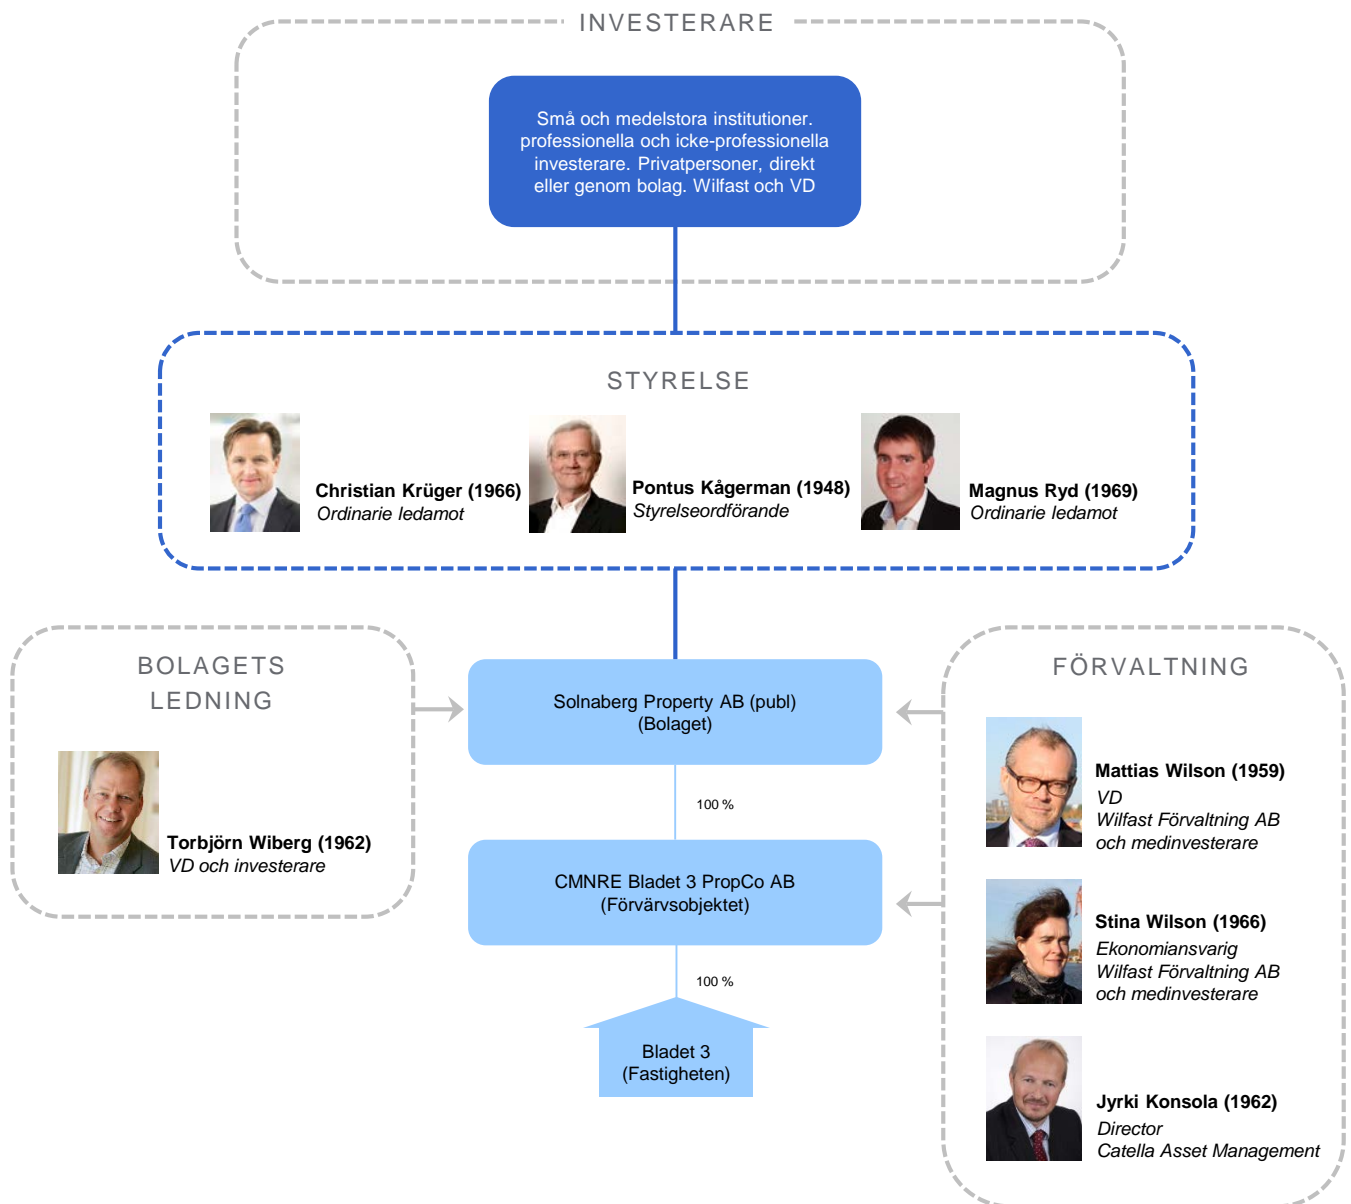 INVESTERARE
Små och medelstora institutioner.
professionella och icke-professionella
investerare. Privatpersoner, direkt
eller genom bolag. Wilfast och VD
STYRELSE
Christian Krüger (1966)
Ordinarie ledamot
Pontus Kågerman (1948)
Styrelseordförande
Magnus Ryd (1969)
Ordinarie ledamot
BOLAGETS
LEDNING
Torbjörn Wiberg (1962)
VD och investerare
Solnaberg Property AB (publ)
(Bolaget)
100 %
CMNRE Bladet 3 PropCo AB
(Förvärvsobjektet)
100 %
Bladet 3
(Fastigheten)
FÖRVALTNING
Mattias Wilson (1959)
VD
Wilfast Förvaltning AB
och medinvesterare
Stina Wilson (1966)
Ekonomiansvarig
Wilfast Förvaltning AB
och medinvesterare
Jyrki Konsola (1962)
Director
Catella Asset Management